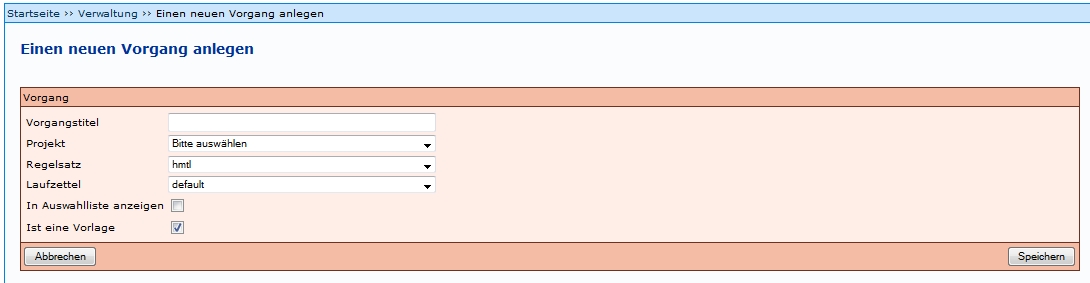 Startseite >> Verwaltung >> Einen neuen Vorgang anlegen
Einen neuen Vorgang anlegen
Vorgang
Vorgangstitel
Projekt Bitte auswählen
Regelsatz hmtl
Laufzettel default
In Auswahlliste anzeigen
Ist eine Vorlage
Abbrechen Speichern